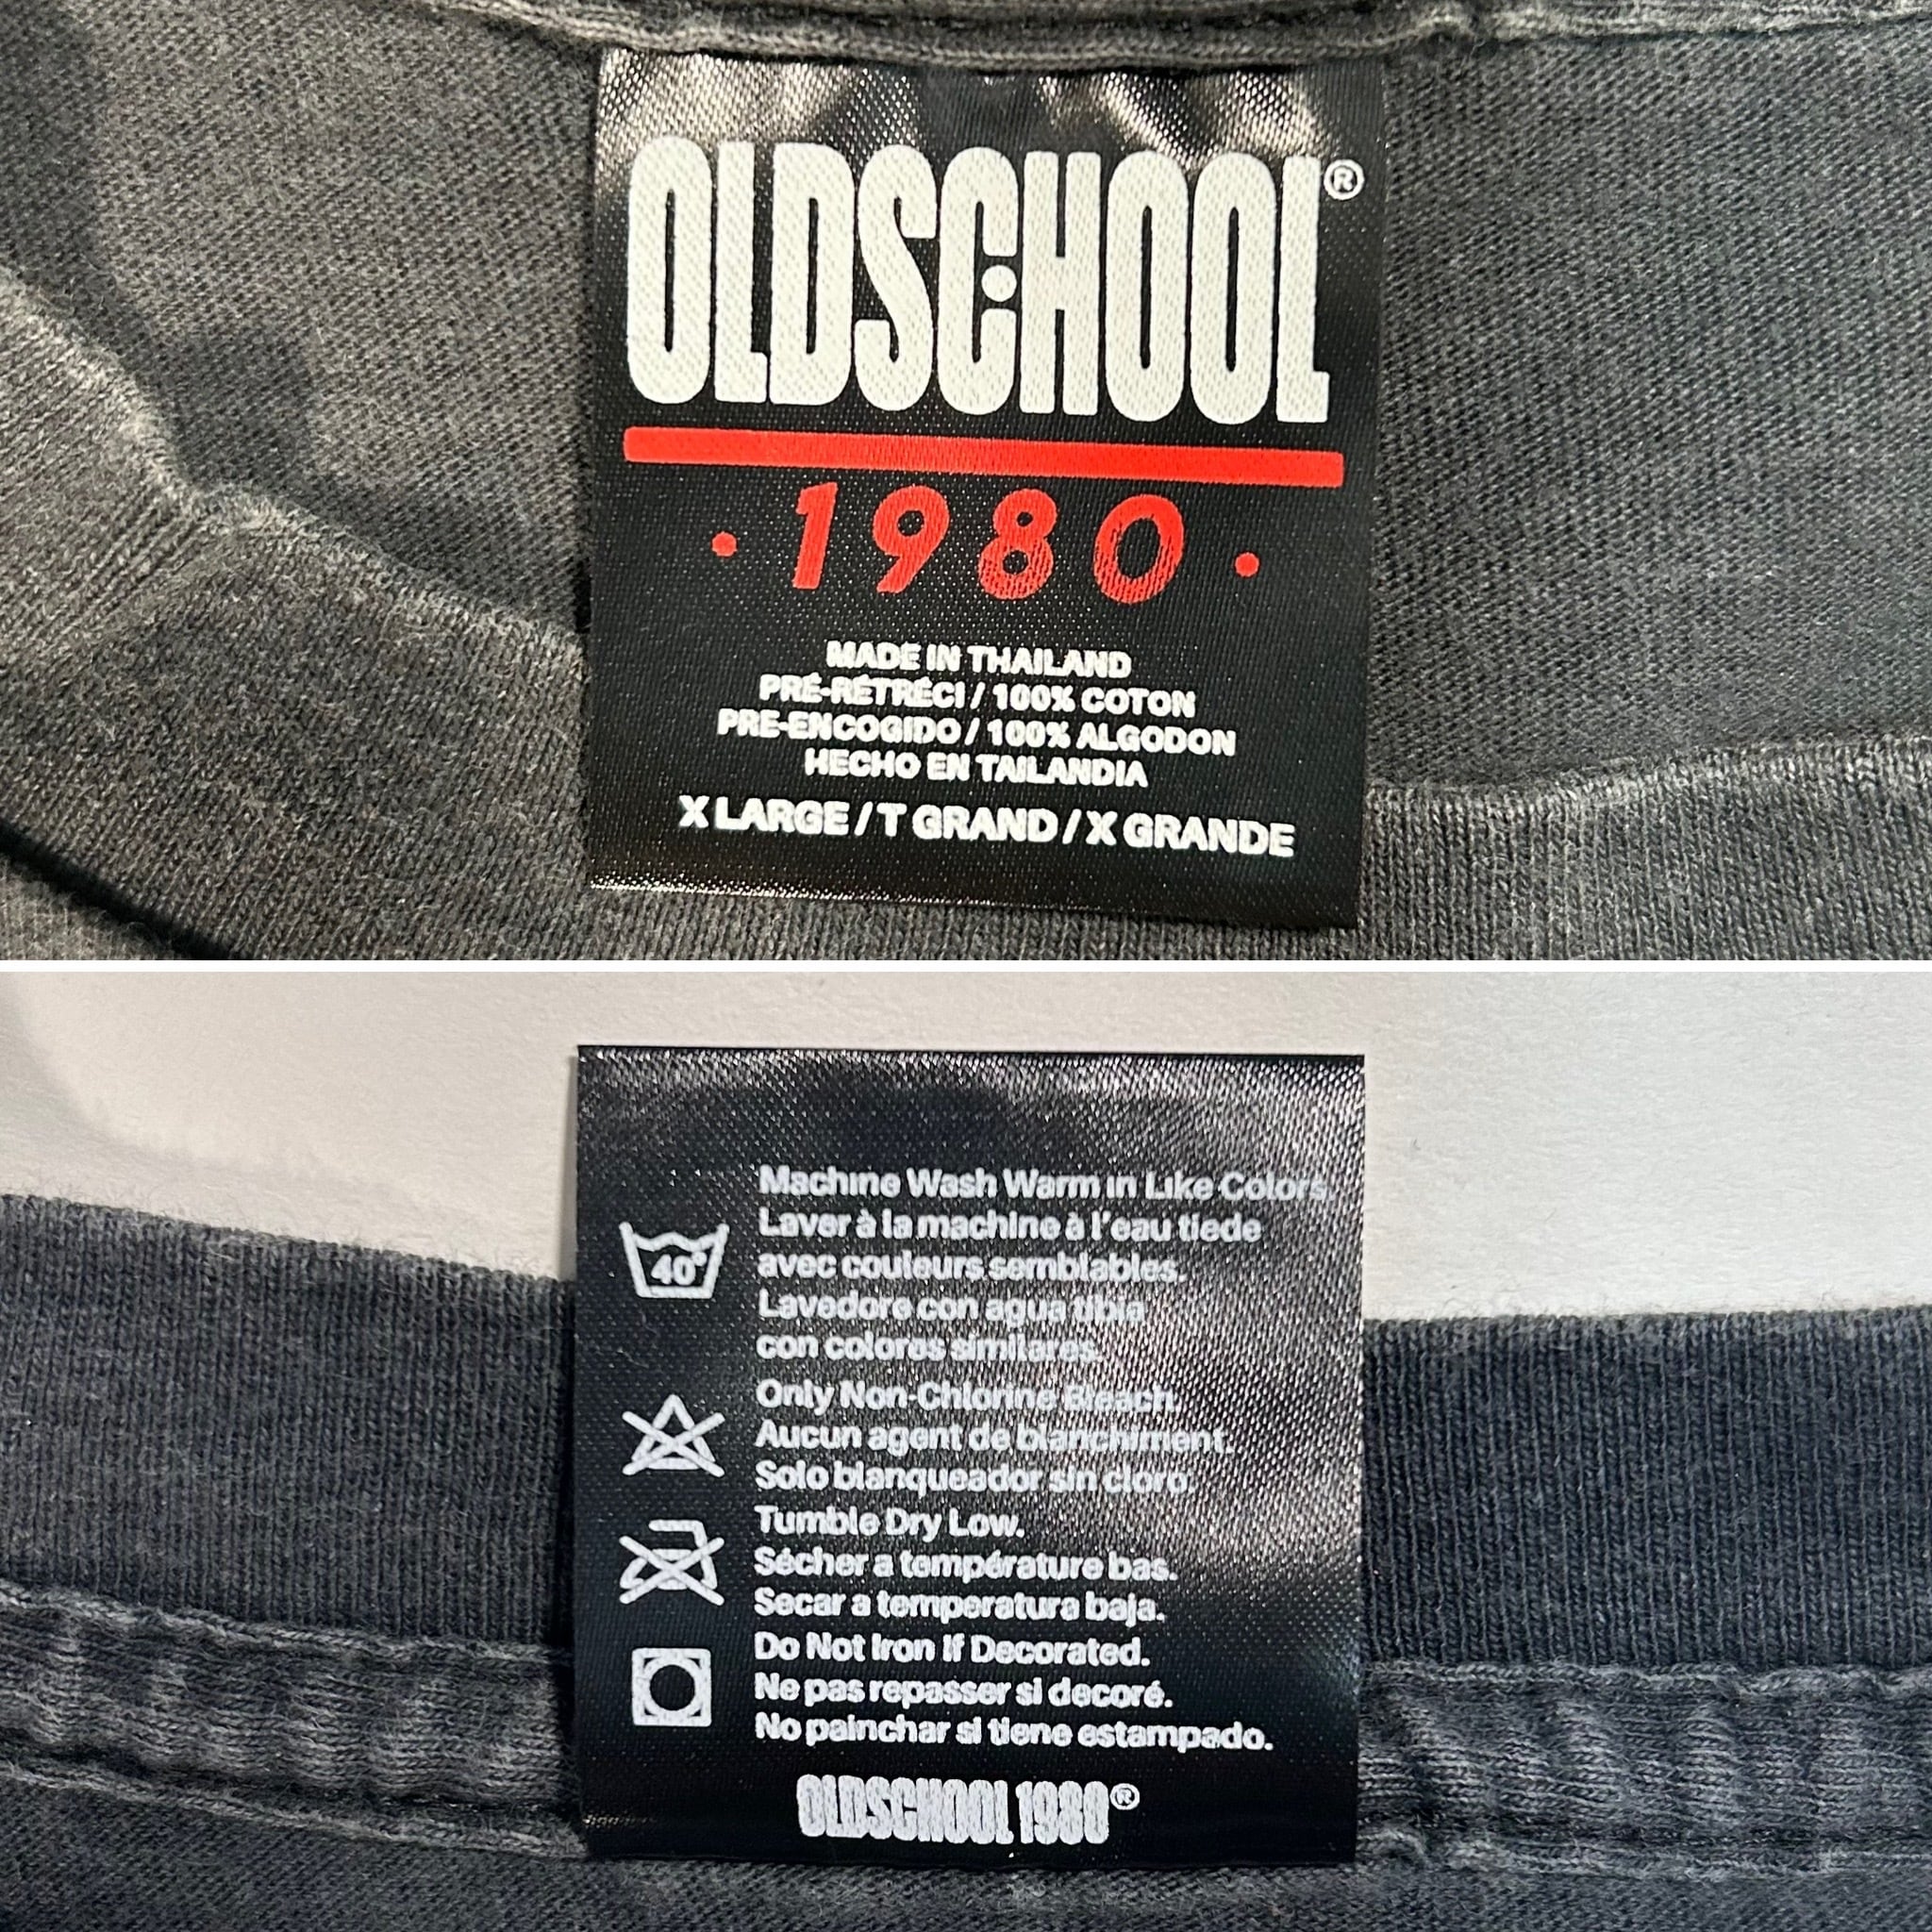 OLDSCHOOL®
· 1980 ·
MADE IN THAILAND
PRÉ-RÉTRÉCI / 100% COTON
PRE-ENCOGIDO / 100% ALGODON
HECHO EN TAILANDIA
X LARGE / T GRAND / X GRANDE
Machine Wash Warm in Like Colors.
Laver à la machine à l'eau tiede
40°
avec couleurs semblables.
Lavedore con agua tibia
con colores similares.
Only Non-Chlorine Bleach.
Aucun agent de blanchiment.
Solo blanqueador sin cloro.
Tumble Dry Low.
Sécher a température bas.
Secar a temperatura baja.
Do Not Iron If Decorated.
Ne pas repasser si decoré.
No painchar si tiene estampado.
OLDSCHOOL 1980®